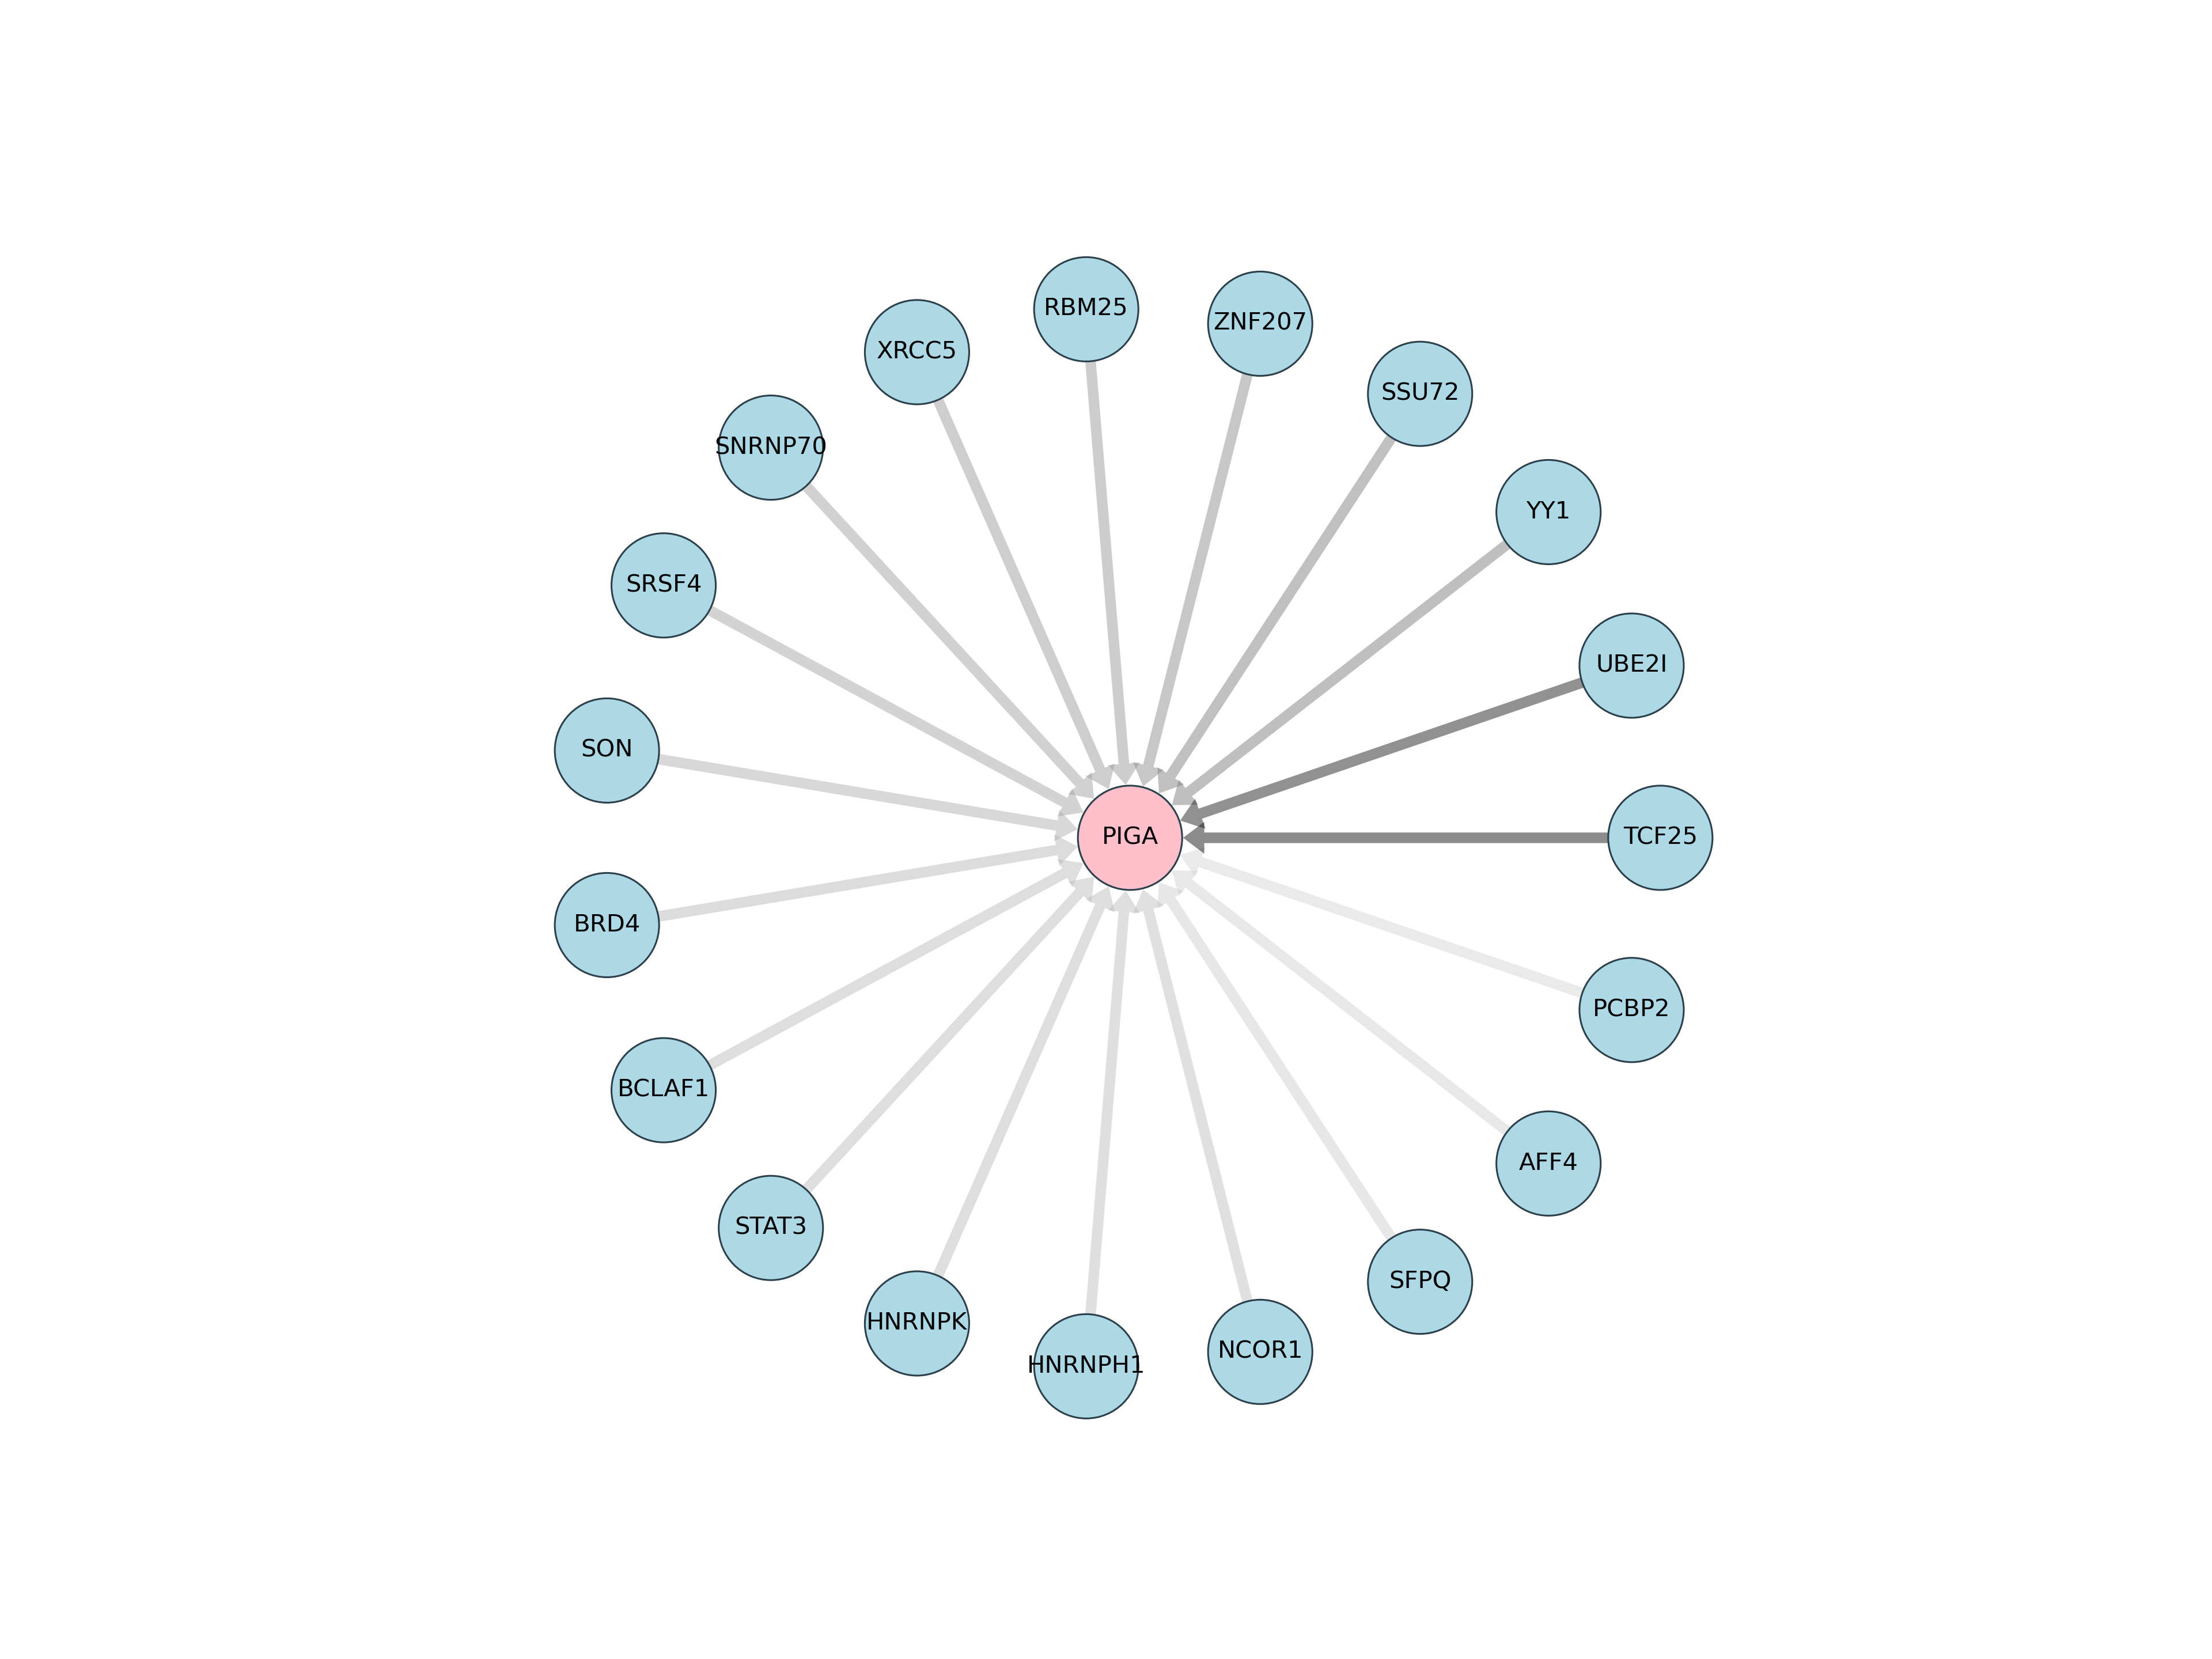 RBM25
ZNF207
XRCC5
SSU72
SNRNP70
YY1
SRSF4
UBE2I
SON
PIGA
TCF25
BRD4
PCBP2
BCLAF1
AFF4
STAT3
SFPQ
HNRNPK
NCOR1
HNRNPH1